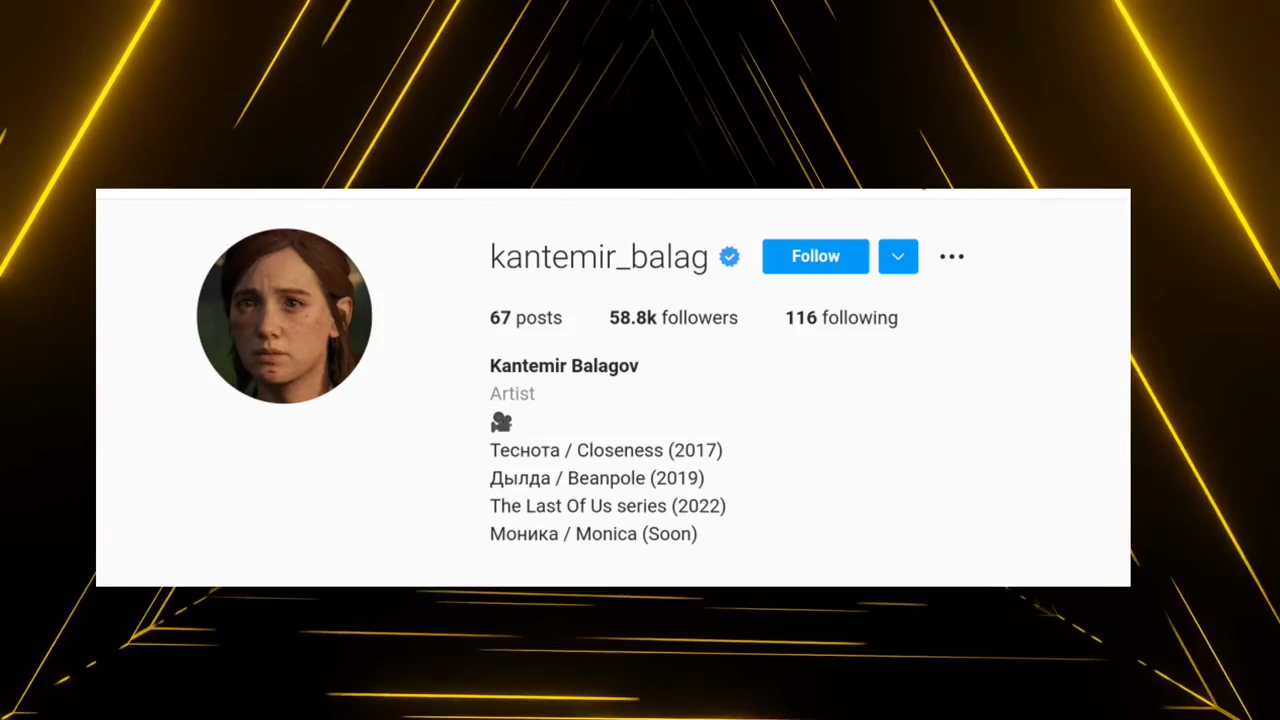 kantemir_balag Follow
67 posts 58.8k followers 116 following
Kantemir Balagov
Artist
🎥
Теснота / Closeness (2017)
Дылда / Beanpole (2019)
The Last Of Us series (2022)
Моника / Monica (Soon)